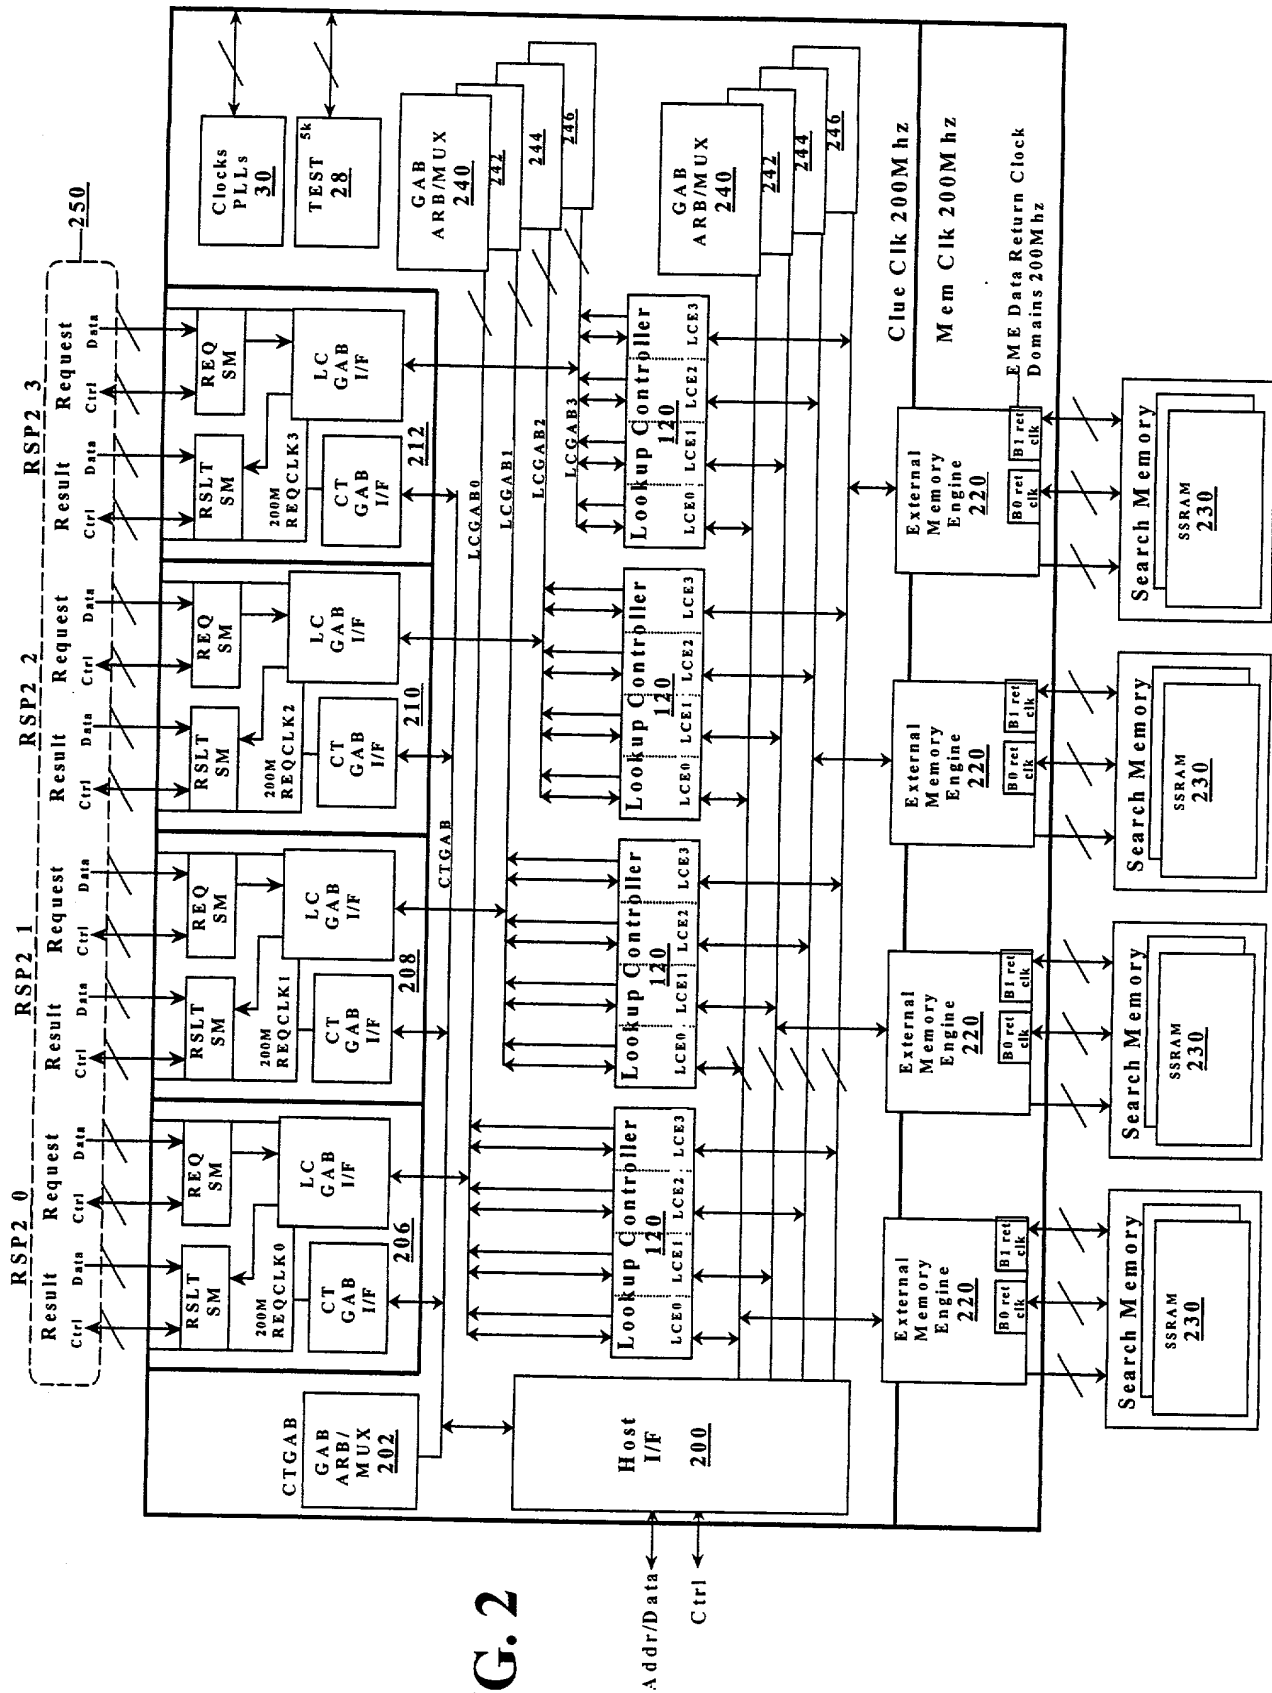 RSP2 0
RSP2 1
RSP2 2
RSP2 3
250
Result
Request
Result
Request
Result
Request
Result
Request
Ctrl
Data
Ctrl
Data
Ctrl
Data
Ctrl
Data
Ctrl
Data
Ctrl
Data
Ctrl
Data
Ctrl
Data
RSLT
SM
REQ
SM
200M
REQCLK0
LC
GAB
I/F
CT
GAB
I/F
206
RSLT
SM
REQ
SM
200M
REQCLK1
LC
GAB
I/F
CT
GAB
I/F
208
RSLT
SM
REQ
SM
200M
REQCLK2
LC
GAB
I/F
CT
GAB
I/F
210
RSLT
SM
REQ
SM
200M
REQCLK3
LC
GAB
I/F
CT
GAB
I/F
212
Clocks
PLLs
30
5k
TEST
28
CTGAB
GAB
ARB/
MUX
202
CTGAB
LCGAB0
LCGAB1
LCGAB2
LCGAB3
GAB
ARB/MUX
240
242
244
246
Host
I/F
200
Addr/Data
Ctrl
Lookup Controller
120
LCE0
LCE1
LCE2
LCE3
Lookup Controller
120
LCE0
LCE1
LCE2
LCE3
Lookup Controller
120
LCE0
LCE1
LCE2
LCE3
Lookup Controller
120
LCE0
LCE1
LCE2
LCE3
GAB
ARB/MUX
240
242
244
246
Clue Clk 200Mhz
Mem Clk 200Mhz
External
Memory
Engine
220
B0 ret
clk
B1 ret
clk
External
Memory
Engine
220
B0 ret
clk
B1 ret
clk
External
Memory
Engine
220
B0 ret
clk
B1 ret
clk
External
Memory
Engine
220
B0 ret
clk
B1 ret
clk
EME Data Return Clock
Domains 200Mhz
Search Memory
SSRAM
230
Search Memory
SSRAM
230
Search Memory
SSRAM
230
Search Memory
SSRAM
230
G. 2